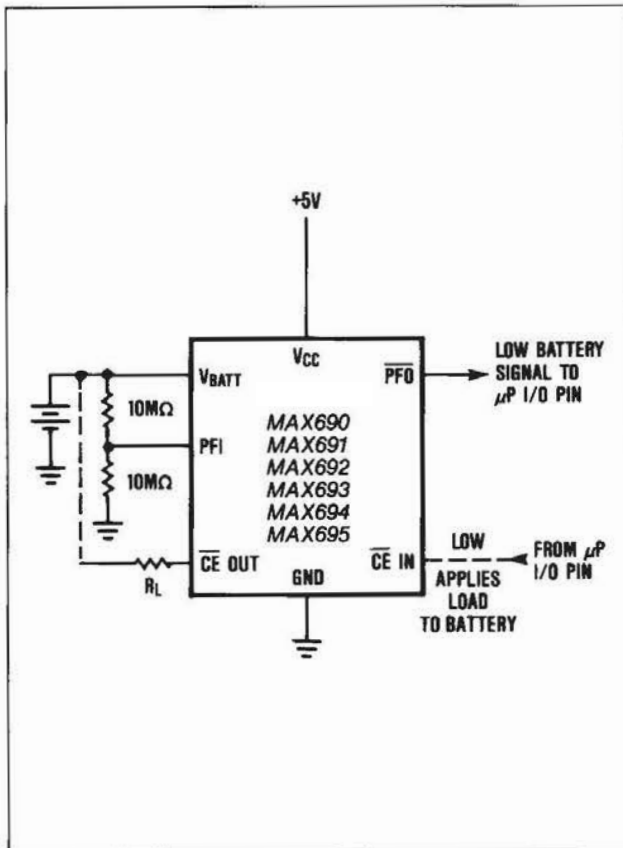 +5V
VCC
VBATT
PFO
LOW BATTERY
SIGNAL TO
μP I/O PIN
10MΩ
PFI
10MΩ
MAX690
MAX691
MAX692
MAX693
MAX694
MAX695
CE OUT
RL
GND
CE IN
LOW
APPLIES
LOAD
TO BATTERY
FROM μP
I/O PIN